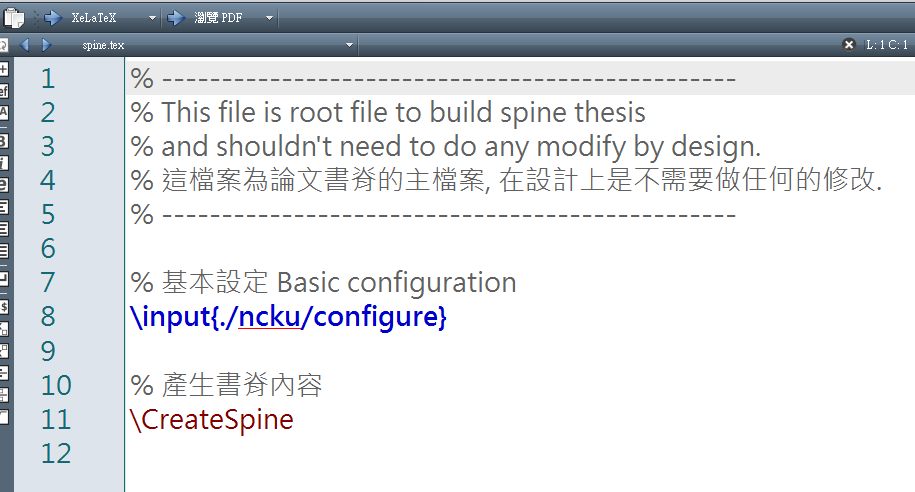 XeLaTeX 瀏覽 PDF
spine.tex L: 1 C: 1
1 % ------------------------------------------------
2 % This file is root file to build spine thesis
3 % and shouldn't need to do any modify by design.
4 % 這檔案為論文書脊的主檔案, 在設計上是不需要做任何的修改.
5 % ------------------------------------------------
6
7 % 基本設定 Basic configuration
8 \input{./ncku/configure}
9
10 % 產生書脊內容
11 \CreateSpine
12